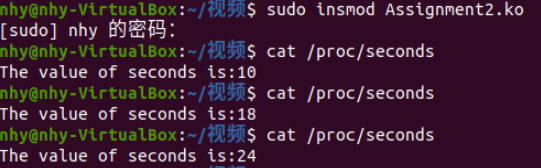 nhy@nhy-VirtualBox:~/视频$ sudo insmod Assignment2.ko
[sudo] nhy 的密码：
nhy@nhy-VirtualBox:~/视频$ cat /proc/seconds
The value of seconds is:10
nhy@nhy-VirtualBox:~/视频$ cat /proc/seconds
The value of seconds is:18
nhy@nhy-VirtualBox:~/视频$ cat /proc/seconds
The value of seconds is:24